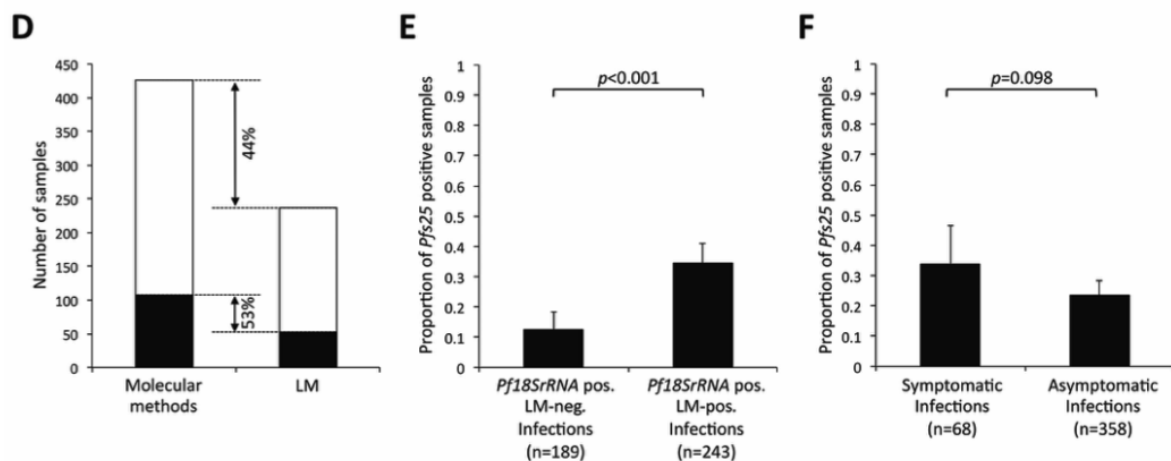 D
450
400
350
300
250
200
150
100
50
0
Number of samples
44%
53%
Molecular
methods
LM
E
1
0.9
0.8
0.7
0.6
0.5
0.4
0.3
0.2
0.1
0
Proportion of Pfs25 positive samples
p<0.001
Pf18SrRNA pos.
LM-neg.
Infections
(n=189)
Pf18SrRNA pos.
LM-pos.
Infections
(n=243)
F
1
0.9
0.8
0.7
0.6
0.5
0.4
0.3
0.2
0.1
0
Proportion of Pfs25 positive samples
p=0.098
Symptomatic
Infections
(n=68)
Asymptomatic
Infections
(n=358)